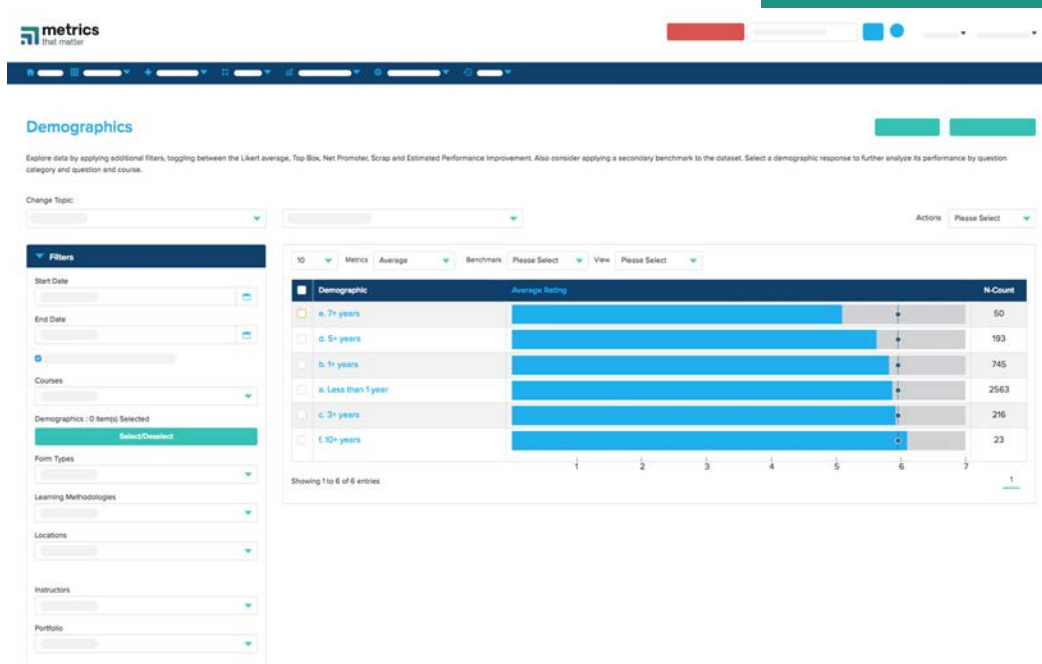 metrics
that matter
Demographics
Explore data by applying additional filters, toggling between the Likert average, Top Box, Net Promoter, Scrap and Estimated Performance Improvement. Also consider applying a secondary benchmark to the dataset. Select a demographic response to further analyze its performance by question
category and question and course.
Change Topic:
Actions Please Select
Filters
Start Date
End Date
Courses
Demographics : 0 item(s) Selected
Select/Deselect
Form Types
Learning Methodologies
Locations
Instructors
Portfolio
10 Metrics Average Benchmark Please Select View Please Select
Demographic Average Rating N-Count
e. 7+ years 50
d. 5+ years 193
b. 1+ years 745
a. Less than 1 year 2563
c. 3+ years 216
f. 10+ years 23
1 2 3 4 5 6 7
Showing 1 to 6 of 6 entries 1